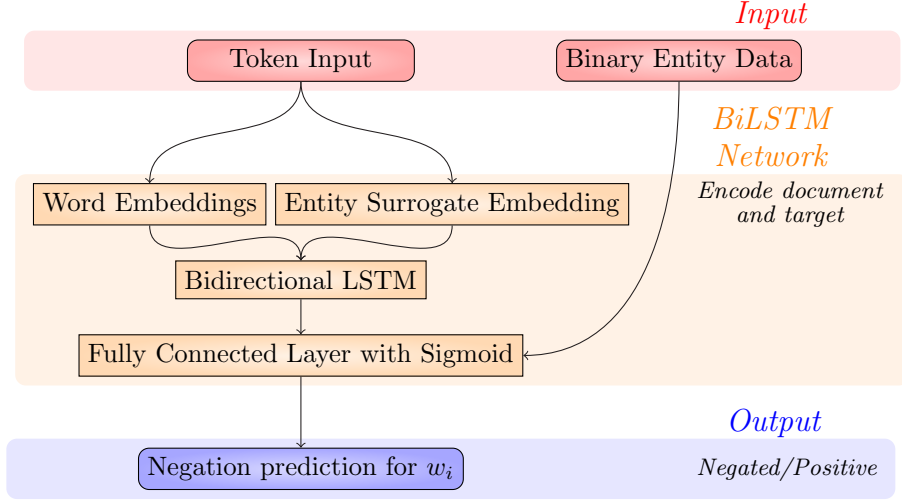 Input
Token Input
Binary Entity Data
BiLSTM
Network
Word Embeddings
Entity Surrogate Embedding
Encode document
and target
Bidirectional LSTM
Fully Connected Layer with Sigmoid
Output
Negation prediction for w_i
Negated/Positive